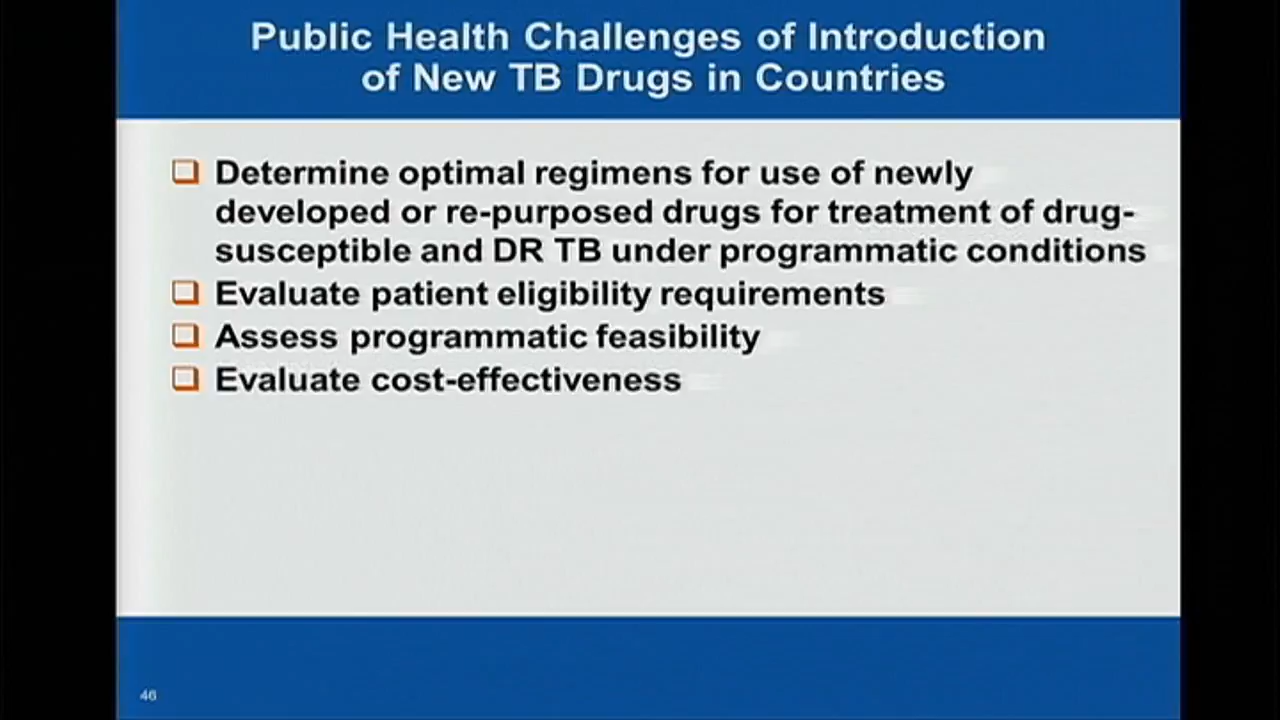 Public Health Challenges of Introduction
of New TB Drugs in Countries
Determine optimal regimens for use of newly
developed or re-purposed drugs for treatment of drug-
susceptible and DR TB under programmatic conditions
Evaluate patient eligibility requirements
Assess programmatic feasibility
Evaluate cost-effectiveness
46